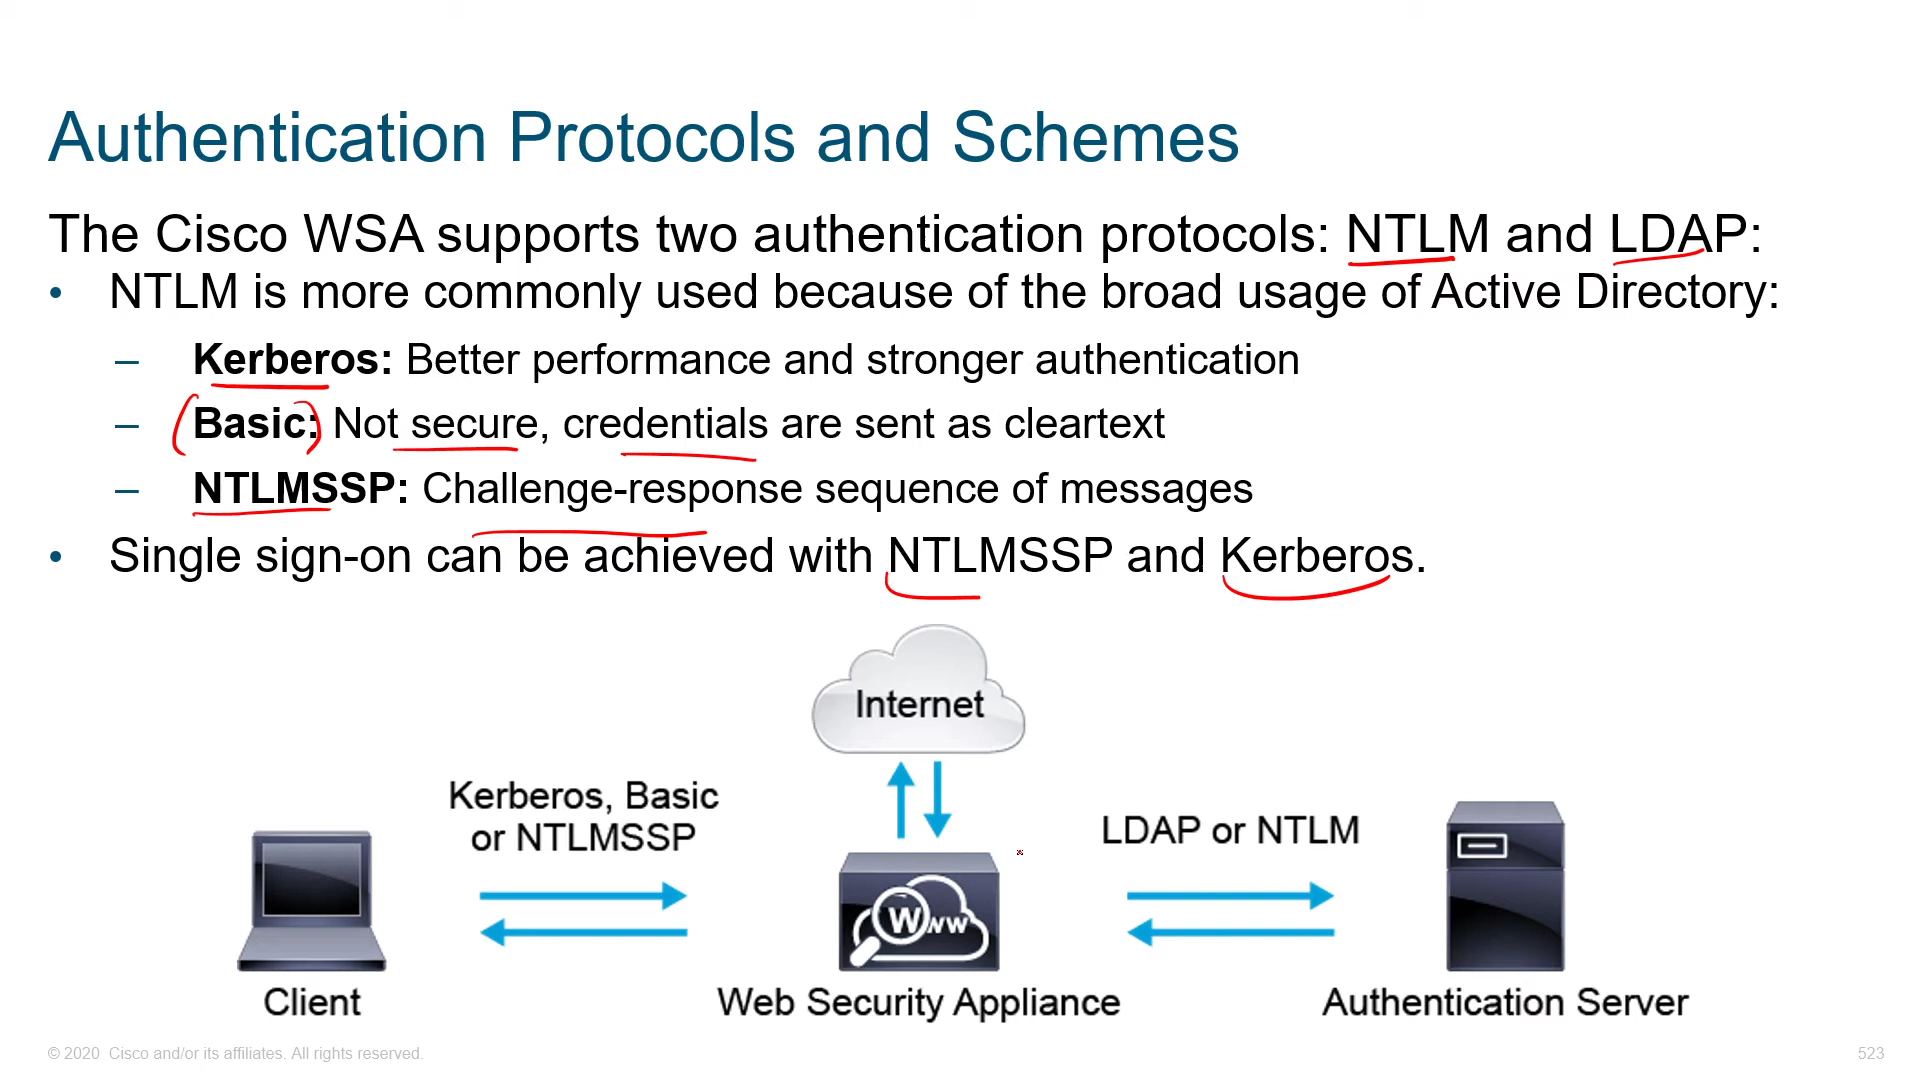 Authentication Protocols and Schemes
The Cisco WSA supports two authentication protocols: NTLM and LDAP:
• NTLM is more commonly used because of the broad usage of Active Directory:
– Kerberos: Better performance and stronger authentication
– Basic: Not secure, credentials are sent as cleartext
– NTLMSSP: Challenge-response sequence of messages
• Single sign-on can be achieved with NTLMSSP and Kerberos.
Internet
Kerberos, Basic
or NTLMSSP
LDAP or NTLM
Www
Client
Web Security Appliance
Authentication Server
© 2020 Cisco and/or its affiliates. All rights reserved.
523